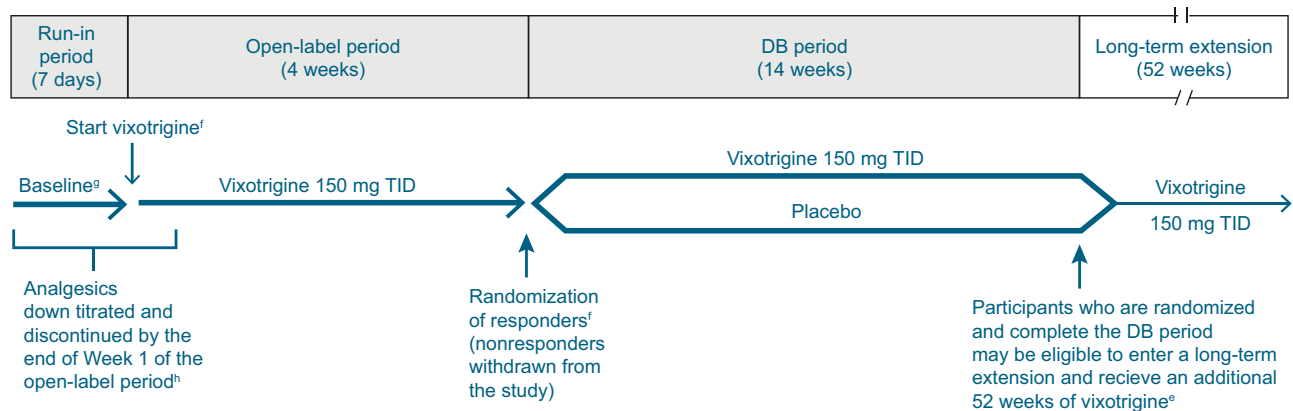 Run-in
period
(7 days)
Open-label period
(4 weeks)
DB period
(14 weeks)
Long-term extension
(52 weeks)
Start vixotrigineᶠ
Baselineᵍ
Vixotrigine 150 mg TID
Vixotrigine 150 mg TID
Placebo
Vixotrigine
150 mg TID
Analgesics
down titrated and
discontinued by the
end of Week 1 of the
open-label periodʰ
Randomization
of respondersᶠ
(nonresponders
withdrawn from
the study)
Participants who are randomized
and complete the DB period
may be eligible to enter a long-term
extension and recieve an additional
52 weeks of vixotrigineᵉ